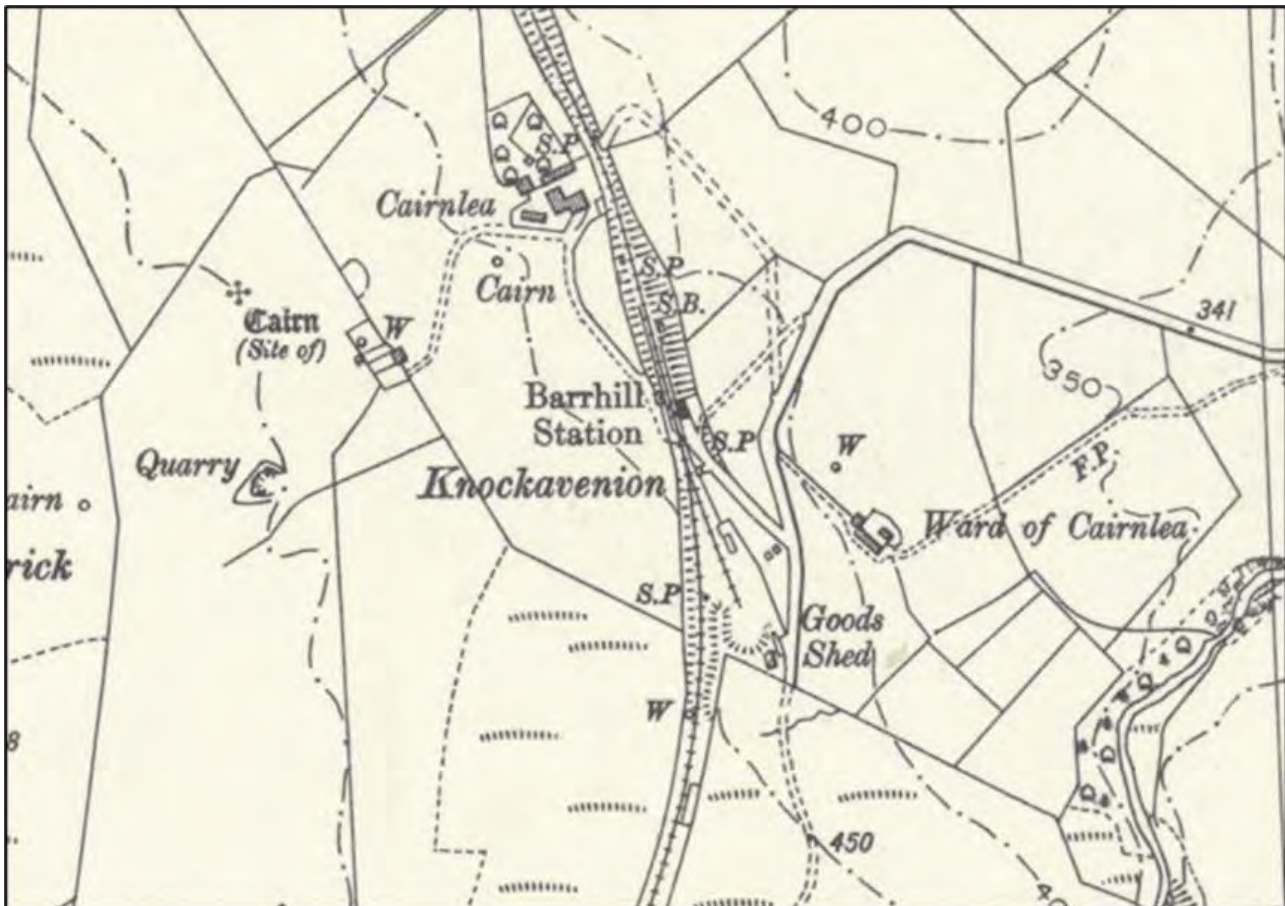 400
S.P
Cairnlea
S.P
Cairn
S.B.
341
Cairn
(Site of)
W
350
Barrhill
Station
S.P
W
F.P.
Quarry
Knockavenion
airn
Ward of Cairnlea
rick
S.P
Goods
Shed
W
8
450
40